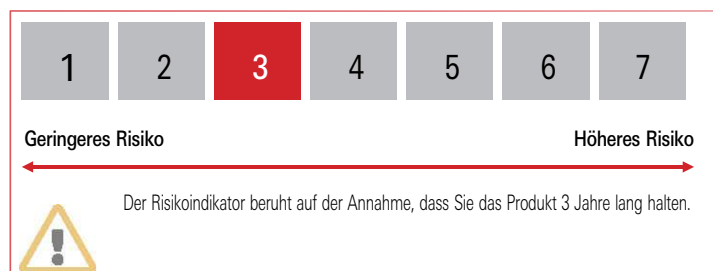 1 2 3 4 5 6 7
Geringeres Risiko Höheres Risiko
Der Risikoindikator beruht auf der Annahme, dass Sie das Produkt 3 Jahre lang halten.